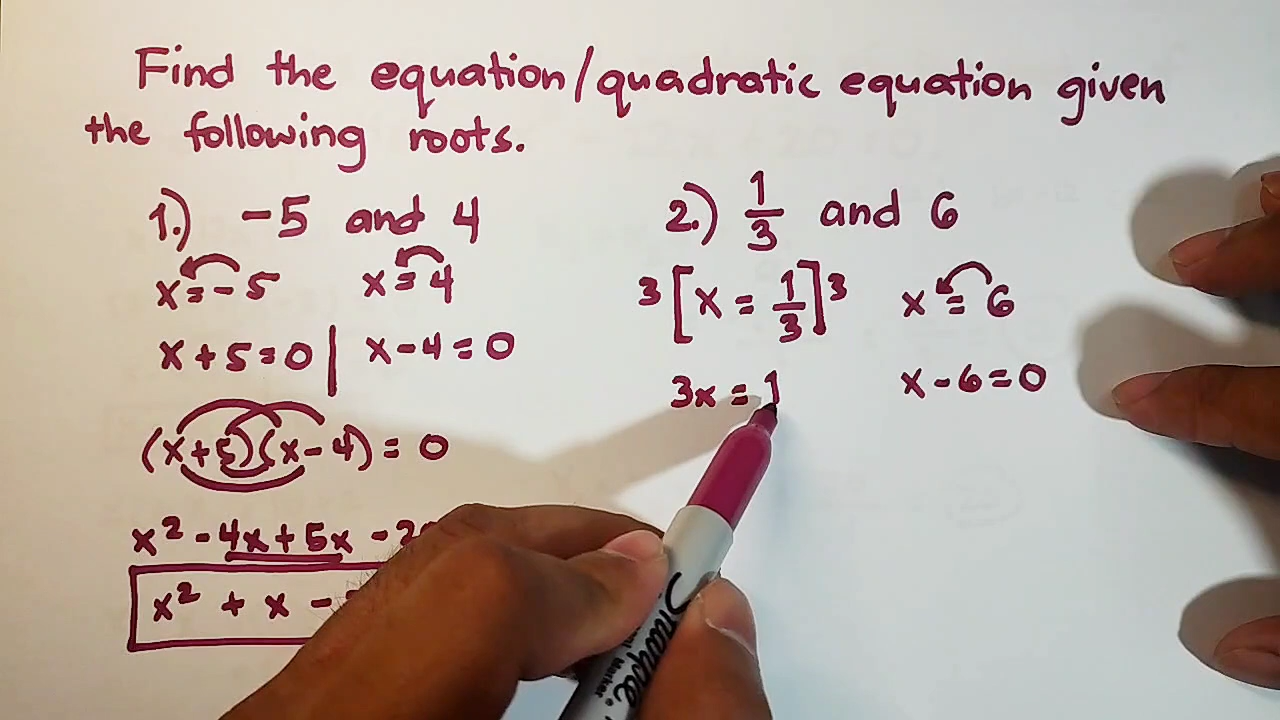 Find the equation/quadratic equation given
the following roots.
1.) -5 and 4
x = -5 x = 4
x + 5 = 0 | x - 4 = 0
(x+5)(x-4) = 0
x² - 4x + 5x -
x² + x -
2.) 1/3 and 6
3[x = 1/3]3 x = 6
3x = 1 x - 6 = 0
Sharpie